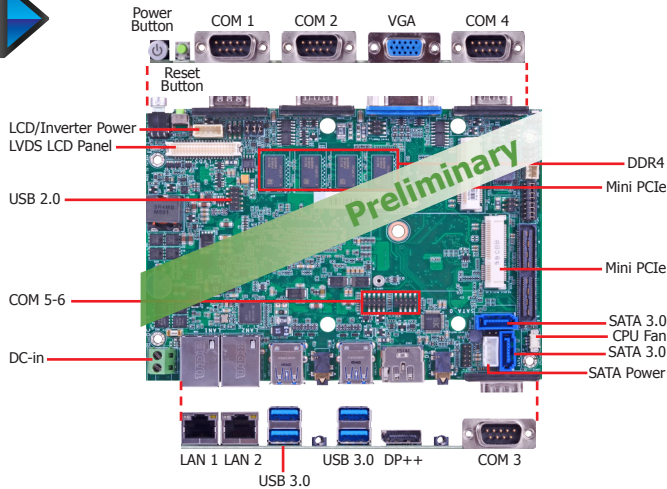 Power
Button
COM 1
COM 2
VGA
COM 4
Reset
Button
LCD/Inverter Power
LVDS LCD Panel
DDR4
Mini PCIe
USB 2.0
Preliminary
Mini PCIe
COM 5-6
SATA 3.0
CPU Fan
SATA 3.0
DC-in
SATA Power
LAN 1
LAN 2
USB 3.0
DP++
COM 3
USB 3.0
SATA_0
LAN1